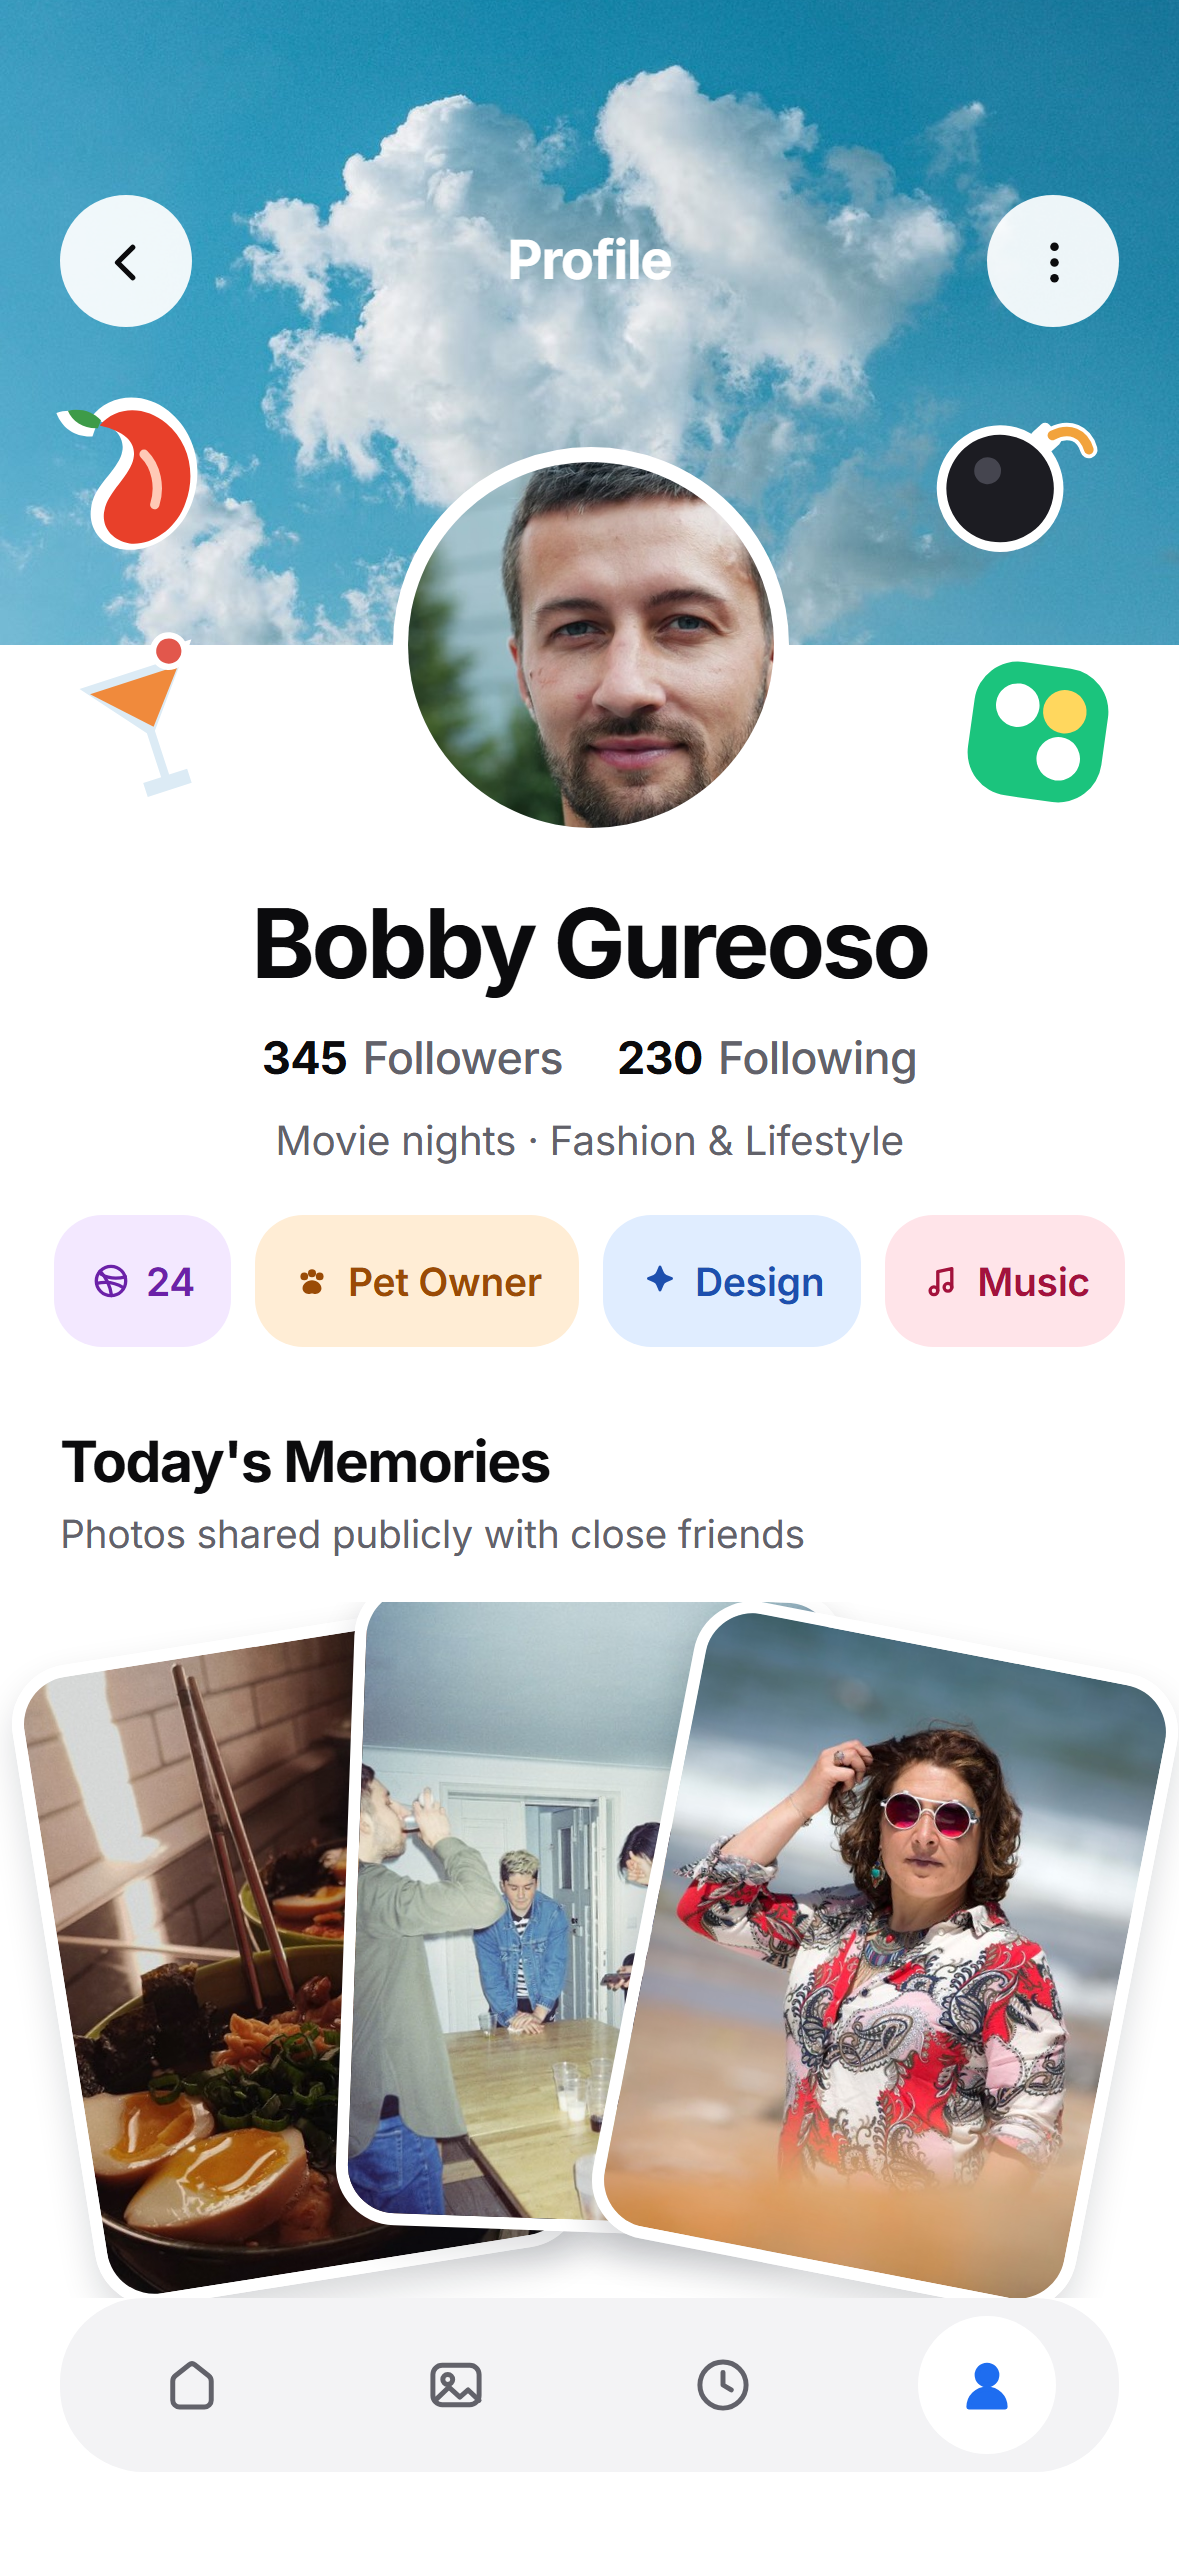 Profile
Bobby Gureoso
345 Followers 230 Following
Movie nights · Fashion & Lifestyle
24 Pet Owner Design Music
Today's Memories
Photos shared publicly with close friends